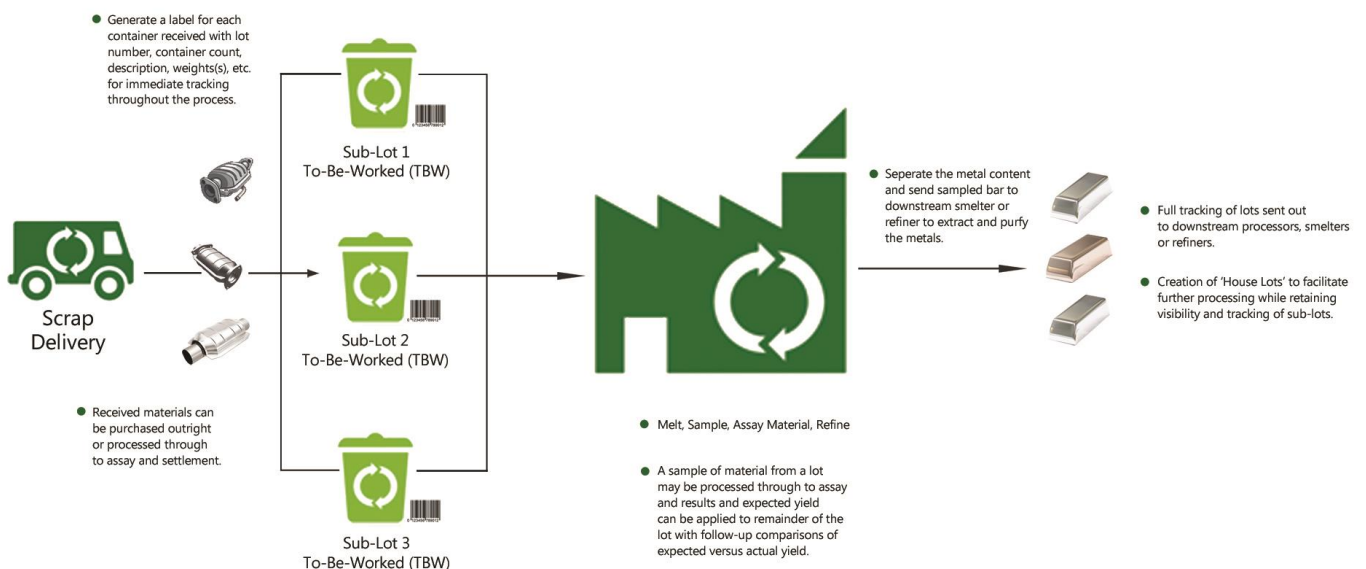 Generate a label for each
container received with lot
number, container count,
description, weights(s), etc.
for immediate tracking
throughout the process.
Scrap
Delivery
Received materials can
be purchased outright
or processed through
to assay and settlement.
Sub-Lot 1
To-Be-Worked (TBW)
Sub-Lot 2
To-Be-Worked (TBW)
Sub-Lot 3
To-Be-Worked (TBW)
Melt, Sample, Assay Material, Refine
A sample of material from a lot
may be processed through to assay
and results and expected yield
can be applied to remainder of the
lot with follow-up comparisons of
expected versus actual yield.
Seperate the metal content
and send sampled bar to
downstream smelter or
refiner to extract and purfy
the metals.
Full tracking of lots sent out
to downstream processors, smelters
or refiners.
Creation of ‘House Lots’ to facilitate
further processing while retaining
visibility and tracking of sub-lots.